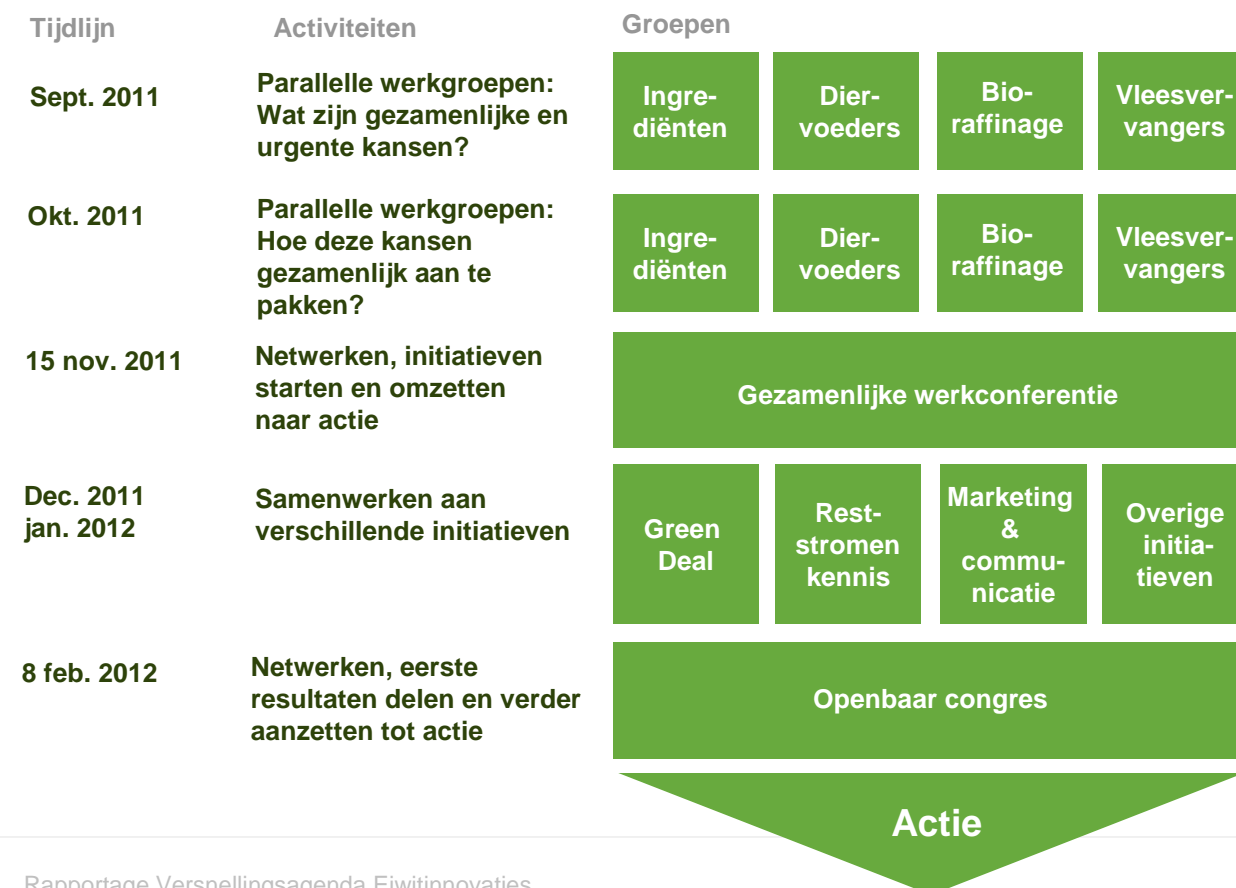 Tijdlijn
Activiteiten
Groepen
Sept. 2011
Parallelle werkgroepen:
Wat zijn gezamenlijke en
urgente kansen?
Ingre-
diënten
Dier-
voeders
Bio-
raffinage
Vleesver-
vangers
Okt. 2011
Parallelle werkgroepen:
Hoe deze kansen
gezamenlijk aan te
pakken?
Ingre-
diënten
Dier-
voeders
Bio-
raffinage
Vleesver-
vangers
15 nov. 2011
Netwerken, initiatieven
starten en omzetten
naar actie
Gezamenlijke werkconferentie
Dec. 2011
jan. 2012
Samenwerken aan
verschillende initiatieven
Green
Deal
Rest-
stromen
kennis
Marketing
&
commu-
nicatie
Overige
initia-
tieven
8 feb. 2012
Netwerken, eerste
resultaten delen en verder
aanzetten tot actie
Openbaar congres
Actie
Rapportage Versnellingsagenda Eiwitinnovaties